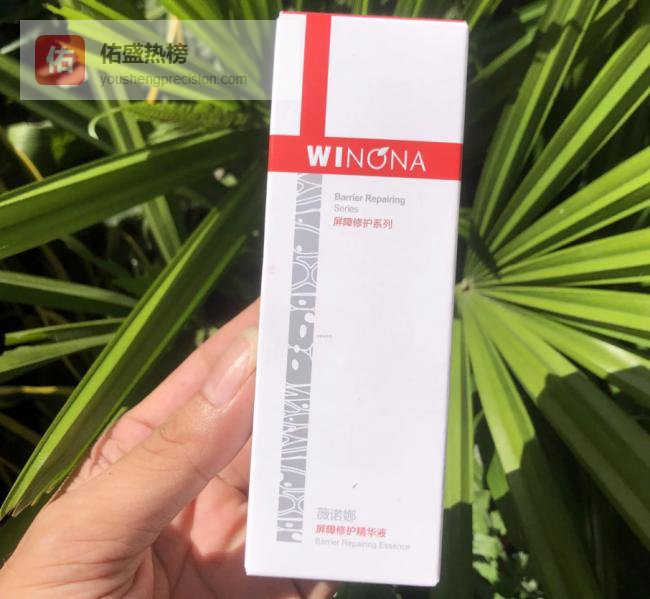 佑
佑盛热榜
youshengprecision.com
WINONA
Barrier Repairing
Series
屏障修护系列
薇诺娜
屏障修护精华液
Barrier Repairing Essence